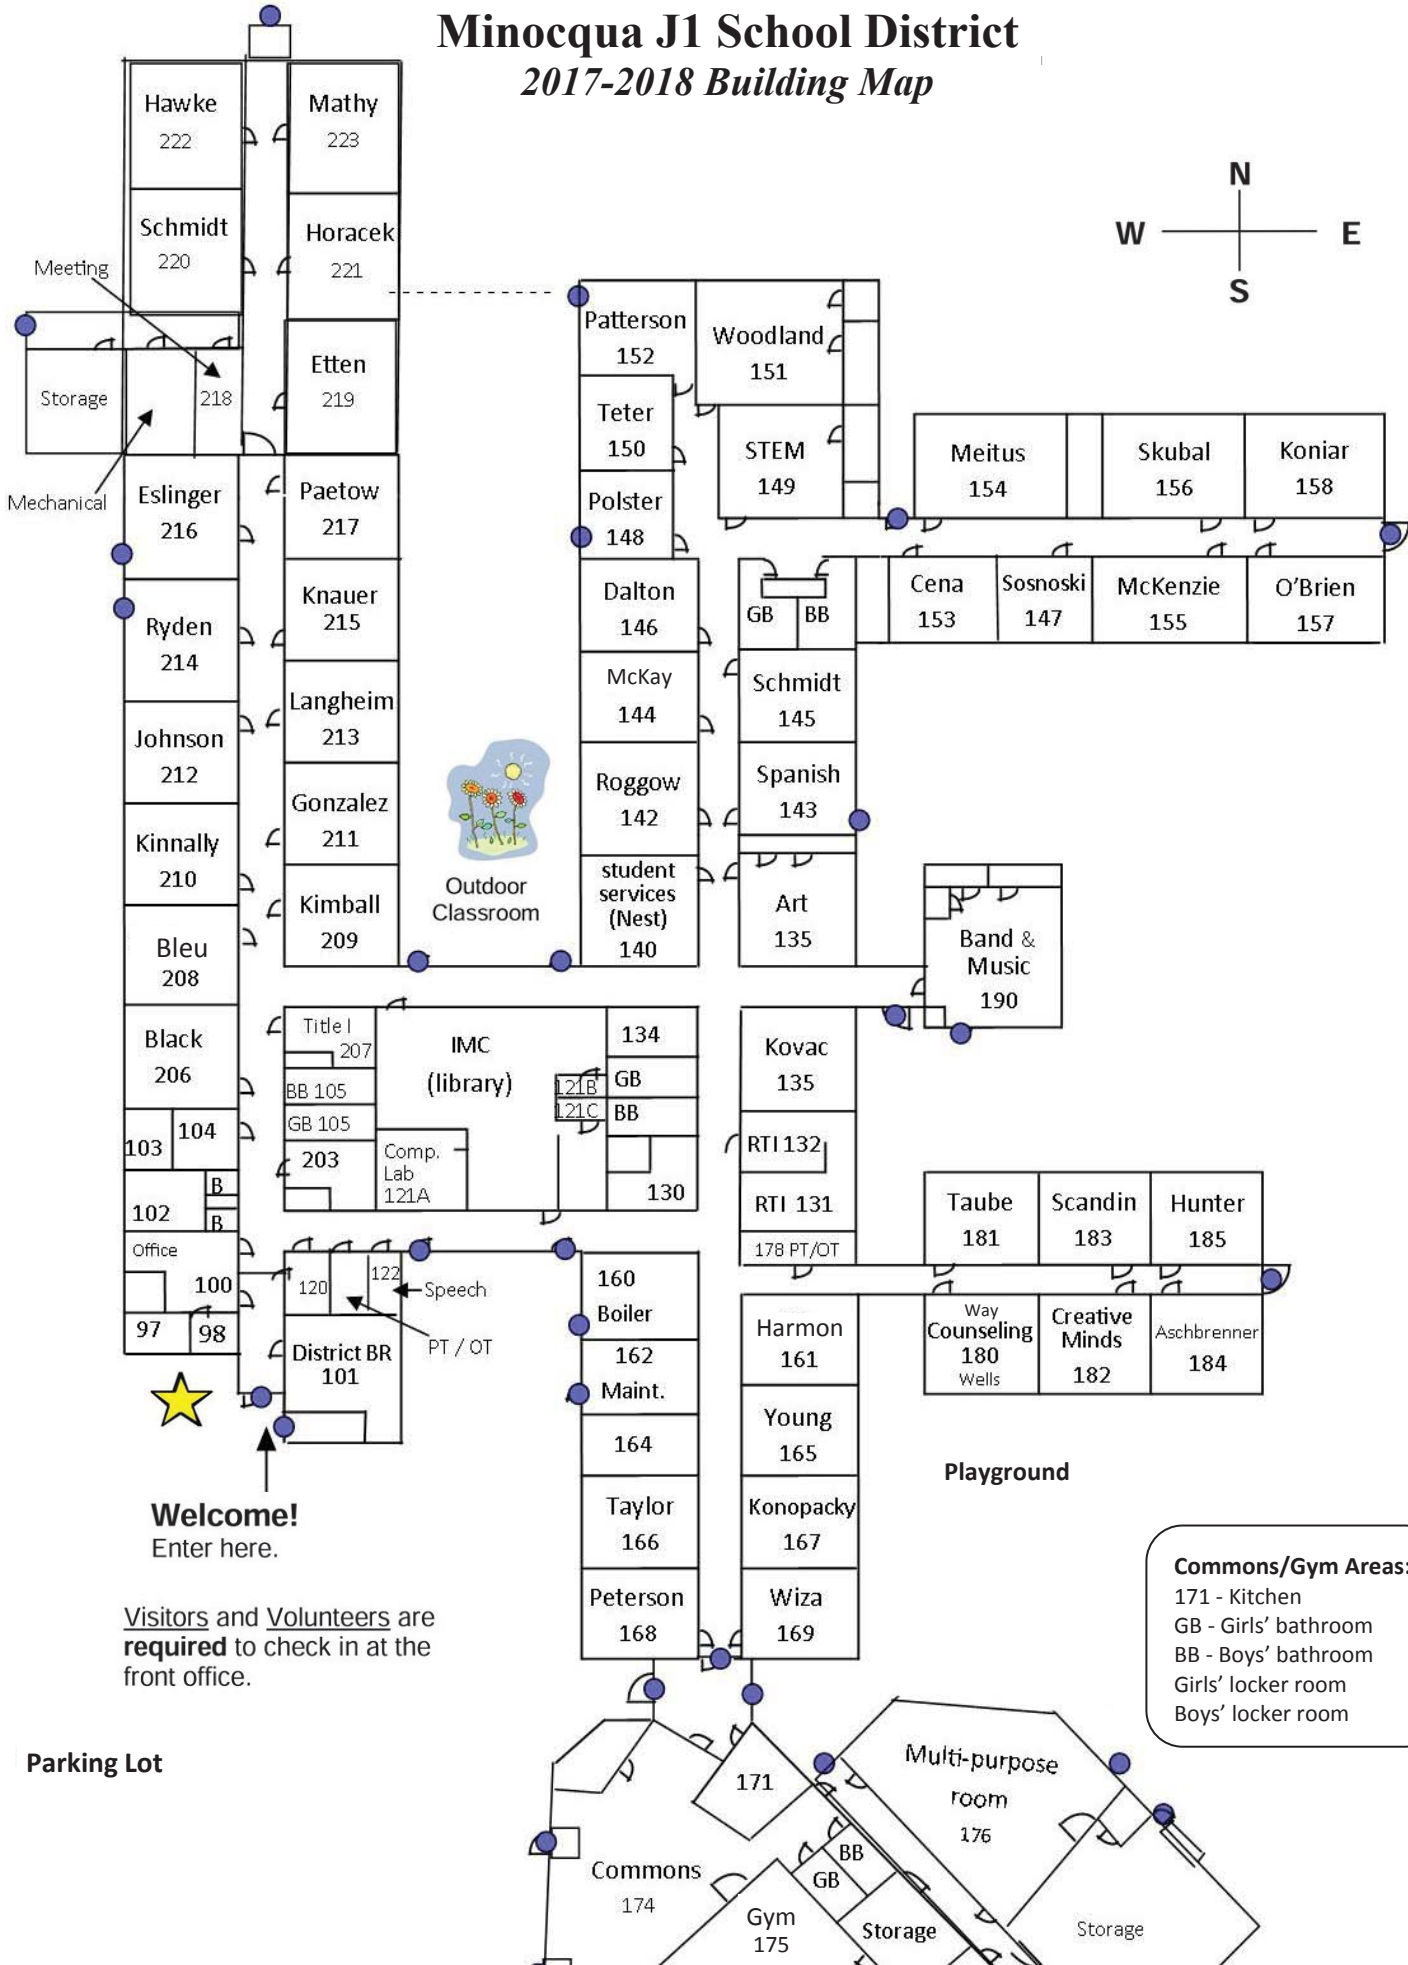 Minocqua J1 School District
2017-2018 Building Map
N
W
E
S
Hawke
222
Mathy
223
Schmidt
220
Horacek
221
Meeting
Etten
219
Storage
218
Mechanical
Eslinger
216
Paetow
217
Ryden
214
Knauer
215
Johnson
212
Langheim
213
Kinnally
210
Gonzalez
211
Bleu
208
Kimball
209
Black
206
Outdoor
Classroom
Patterson
152
Woodland
151
Teter
150
STEM
149
Polster
148
Meitus
154
Skubal
156
Koniar
158
Cena
153
Sosnoski
147
McKenzie
155
O'Brien
157
Dalton
146
GB
BB
McKay
144
Schmidt
145
Roggow
142
Spanish
143
student
services
(Nest)
140
Art
135
Band &
Music
190
Title I
207
BB 105
GB 105
203
IMC
(library)
Comp.
Lab
121A
121B
121C
134
GB
BB
130
Kovac
135
RTI 132
RTI 131
178 PT/OT
103
104
102
B
B
Office
100
97
98
120
122
Speech
PT / OT
District BR
101
160
Boiler
162
Maint.
164
Taylor
166
Peterson
168
Harmon
161
Young
165
Konopacky
167
Wiza
169
Taube
181
Scandin
183
Hunter
185
Way
Counseling
180
Wells
Creative
Minds
182
Aschbrenner
184
Playground
Welcome!
Enter here.
Visitors and Volunteers are
required to check in at the
front office.
Parking Lot
Commons/Gym Areas:
171 - Kitchen
GB - Girls' bathroom
BB - Boys' bathroom
Girls' locker room
Boys' locker room
171
Multi-purpose
room
176
Commons
174
BB
GB
Gym
175
Storage
Storage